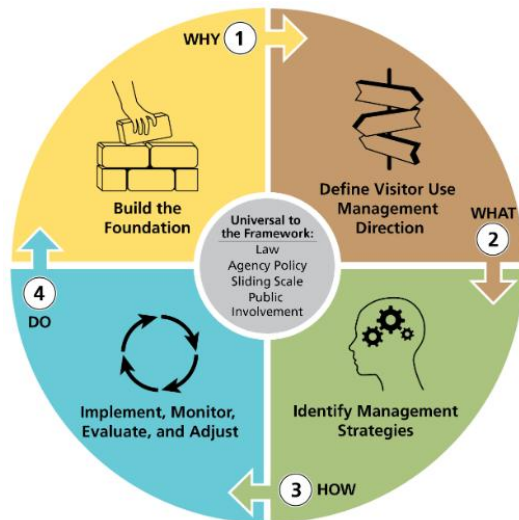 WHY 1
Build the
Foundation
Define Visitor Use
Management
Direction
WHAT
2
Universal to
the Framework:
Law
Agency Policy
Sliding Scale
Public
Involvement
4
DO
Implement, Monitor,
Evaluate, and Adjust
Identify Management
Strategies
3 HOW